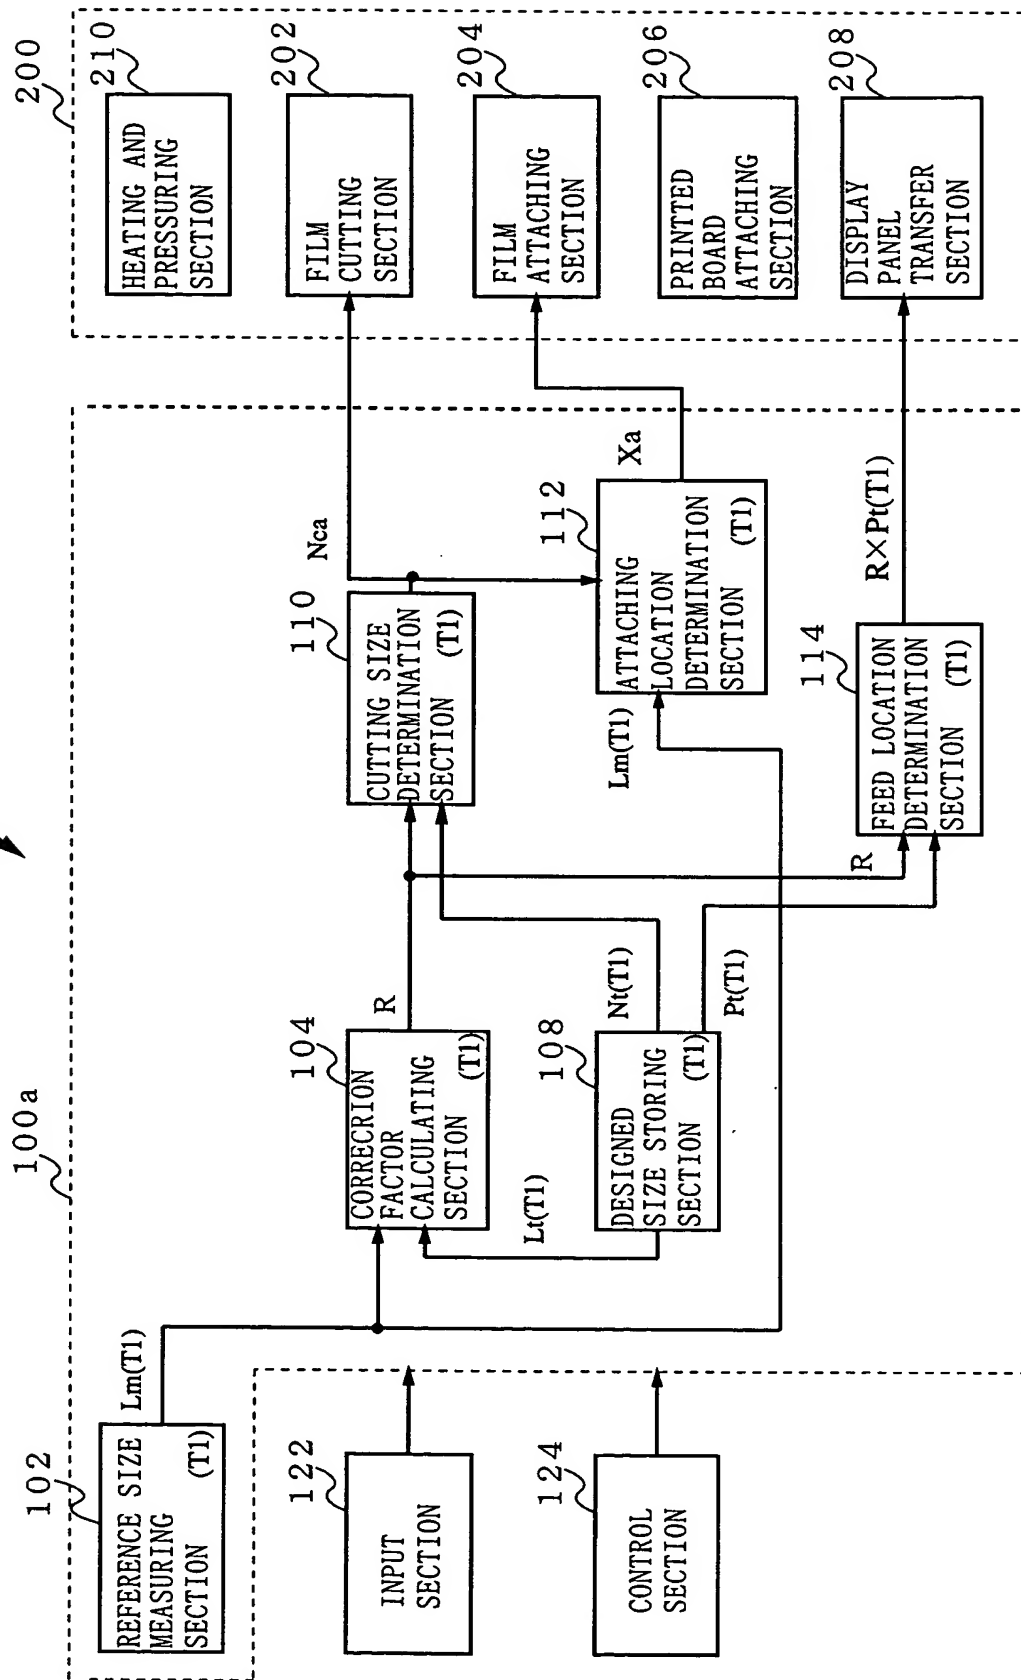 100a
200
102
REFERENCE SIZE
MEASURING
SECTION (T1)
Lm(T1)
122
INPUT
SECTION
124
CONTROL
SECTION
104
CORRECRION
FACTOR
CALCULATING
SECTION (T1)
R
Lt(T1)
108
DESIGNED
SIZE STORING
SECTION (T1)
Nt(T1)
Pt(T1)
110
CUTTING SIZE
DETERMINATION
SECTION (T1)
Nca
Lm(T1)
112
ATTACHING
LOCATION
DETERMINATION
SECTION (T1)
Xa
R
114
FEED LOCATION
DETERMINATION
SECTION (T1)
R×Pt(T1)
210
HEATING AND
PRESSURING
SECTION
202
FILM
CUTTING
SECTION
204
FILM
ATTACHING
SECTION
206
PRINTTED
BOARD
ATTACHING
SECTION
208
DISPLAY
PANEL
TRANSFER
SECTION